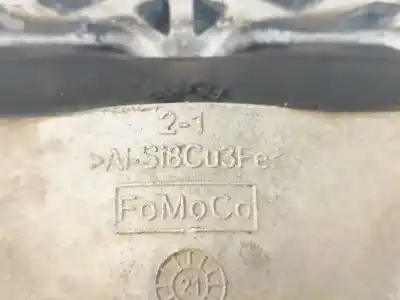 2-1
>Al-Si8Cu3Fe<
FoMoCo
21